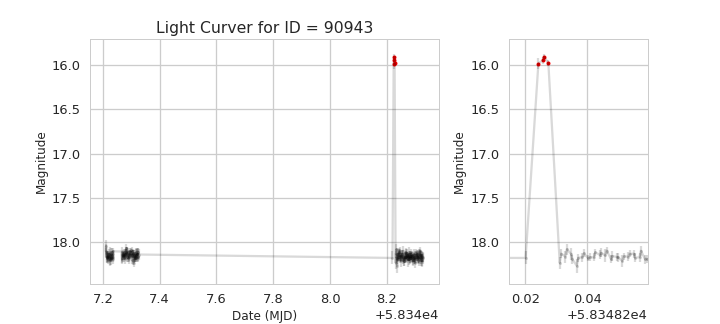 Light Curver for ID = 90943
Magnitude
16.0
16.5
17.0
17.5
18.0
7.2 7.4 7.6 7.8 8.0 8.2
Date (MJD)
+5.834e4
Magnitude
16.0
16.5
17.0
17.5
18.0
0.02 0.04
+5.83482e4